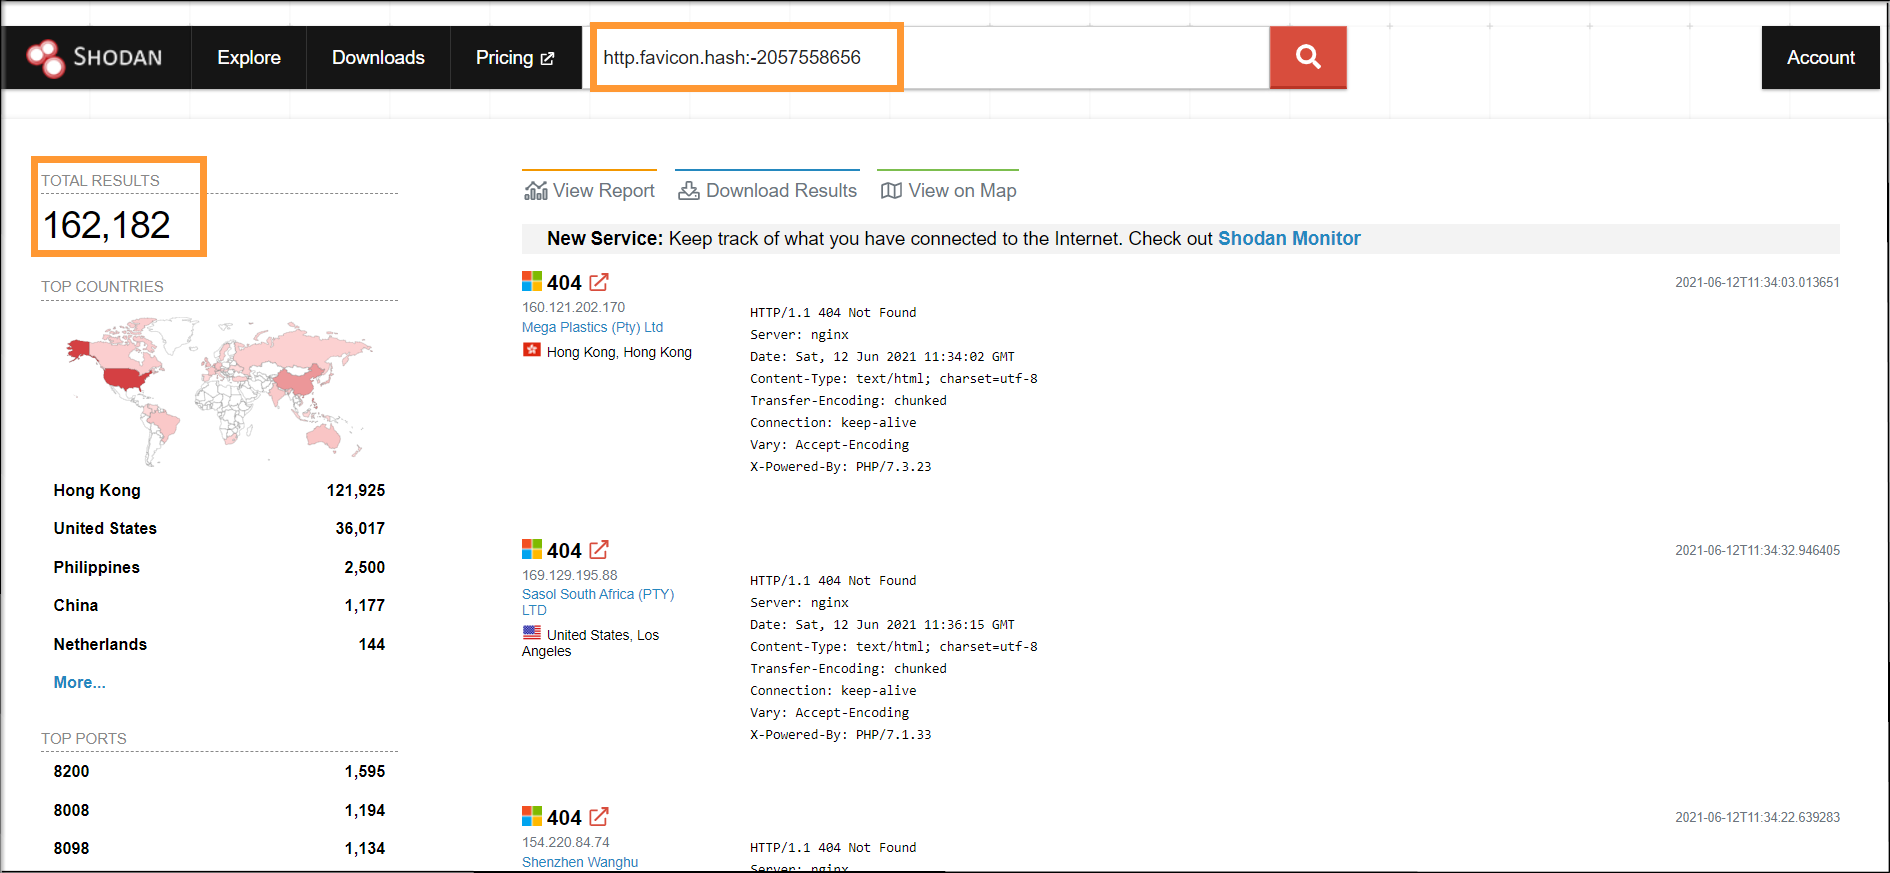 SHODAN
Explore
Downloads
Pricing
http.favicon.hash:-2057558656
Account
TOTAL RESULTS
162,182
TOP COUNTRIES
Hong Kong 121,925
United States 36,017
Philippines 2,500
China 1,177
Netherlands 144
More...
TOP PORTS
8200 1,595
8008 1,194
8098 1,134
View Report
Download Results
View on Map
New Service: Keep track of what you have connected to the Internet. Check out Shodan Monitor
404
2021-06-12T11:34:03.013651
160.121.202.170
Mega Plastics (Pty) Ltd
Hong Kong, Hong Kong
HTTP/1.1 404 Not Found
Server: nginx
Date: Sat, 12 Jun 2021 11:34:02 GMT
Content-Type: text/html; charset=utf-8
Transfer-Encoding: chunked
Connection: keep-alive
Vary: Accept-Encoding
X-Powered-By: PHP/7.3.23
404
2021-06-12T11:34:32.946405
169.129.195.88
Sasol South Africa (PTY)
LTD
United States, Los
Angeles
HTTP/1.1 404 Not Found
Server: nginx
Date: Sat, 12 Jun 2021 11:36:15 GMT
Content-Type: text/html; charset=utf-8
Transfer-Encoding: chunked
Connection: keep-alive
Vary: Accept-Encoding
X-Powered-By: PHP/7.1.33
404
2021-06-12T11:34:22.639283
154.220.84.74
Shenzhen Wanghu
HTTP/1.1 404 Not Found
Server: nginx